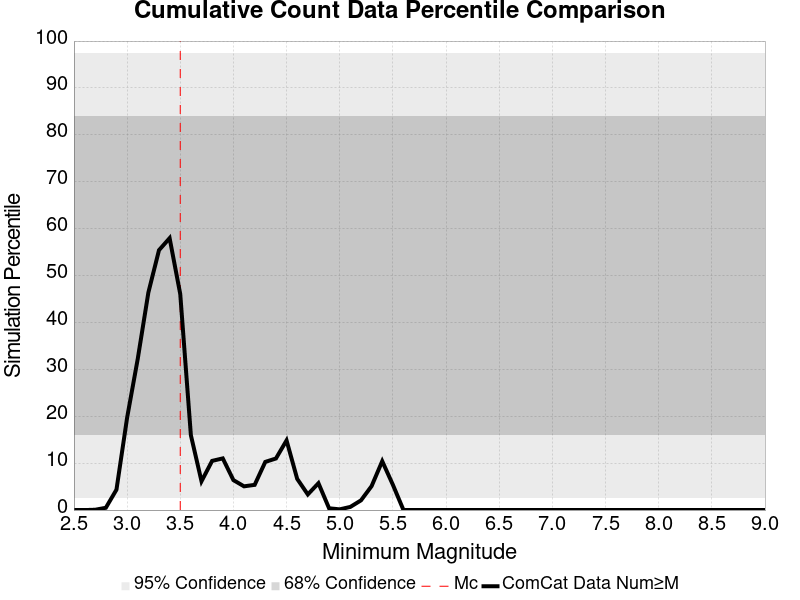 Cumulative Count Data Percentile Comparison
100
90
80
70
60
50
40
30
20
10
0
Simulation Percentile
2.5 3.0 3.5 4.0 4.5 5.0 5.5 6.0 6.5 7.0 7.5 8.0 8.5 9.0
Minimum Magnitude
95% Confidence 68% Confidence Mc ComCat Data Num≥M